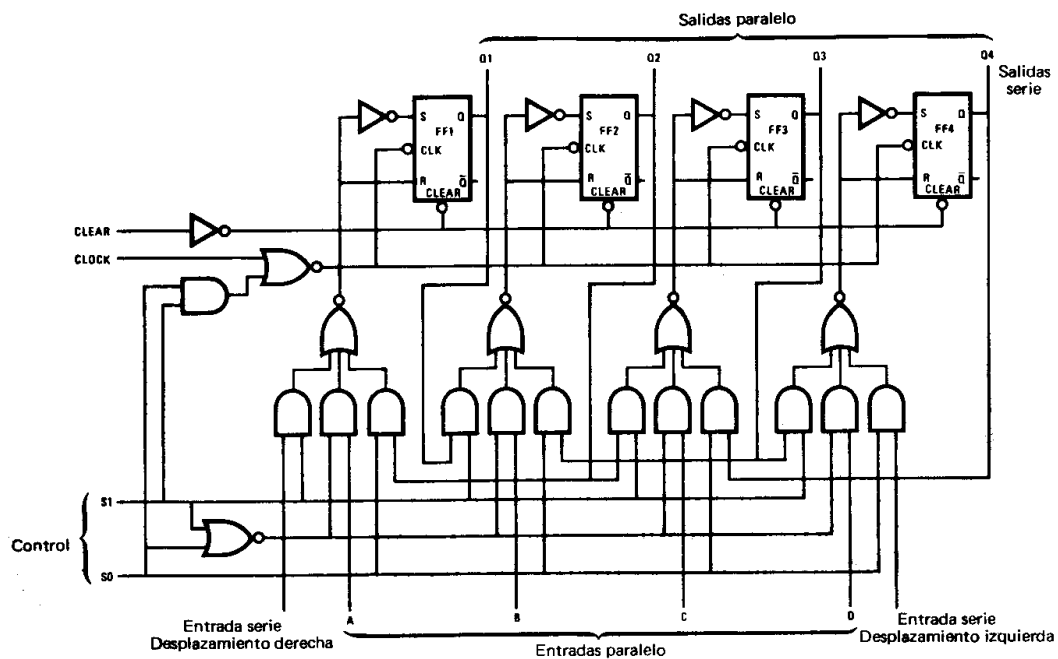 Salidas paralelo
Q1 Q2 Q3 Q4
Salidas
serie
S Q S Q S Q S Q
FF1 FF2 FF3 FF4
CLK CLK CLK CLK
R Q̅ R Q̅ R Q̅ R Q̅
CLEAR CLEAR CLEAR CLEAR
CLEAR
CLOCK
S1
Control
S0
A B C D
Entrada serie
Desplazamiento derecha
Entradas paralelo
Entrada serie
Desplazamiento izquierda